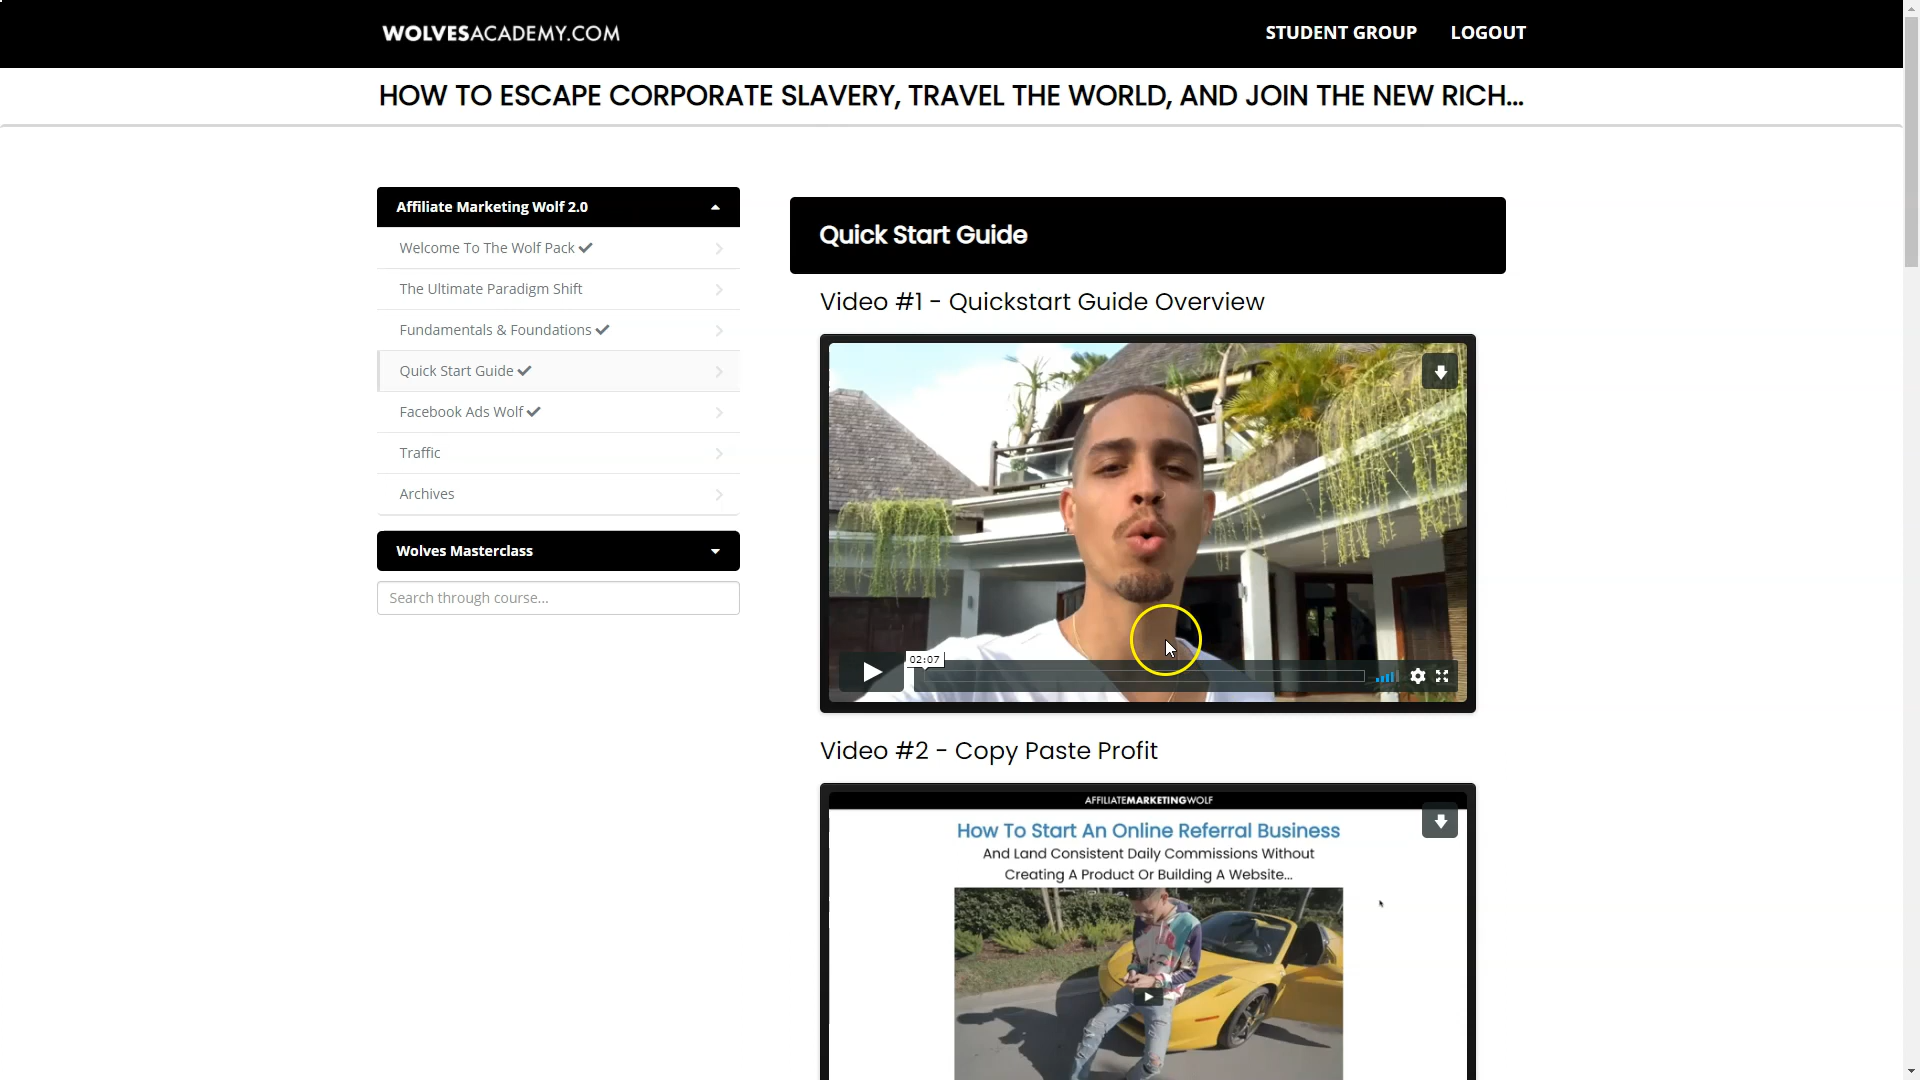 WOLVESACADEMY.COM
STUDENT GROUP
LOGOUT
HOW TO ESCAPE CORPORATE SLAVERY, TRAVEL THE WORLD, AND JOIN THE NEW RICH...
Affiliate Marketing Wolf 2.0
Welcome To The Wolf Pack
The Ultimate Paradigm Shift
Fundamentals & Foundations
Quick Start Guide
Facebook Ads Wolf
Traffic
Archives
Wolves Masterclass
Search through course...
Quick Start Guide
Video #1 - Quickstart Guide Overview
02:07
Video #2 - Copy Paste Profit
AFFILIATEMARKETINGWOLF
How To Start An Online Referral Business
And Land Consistent Daily Commissions Without
Creating A Product Or Building A Website...